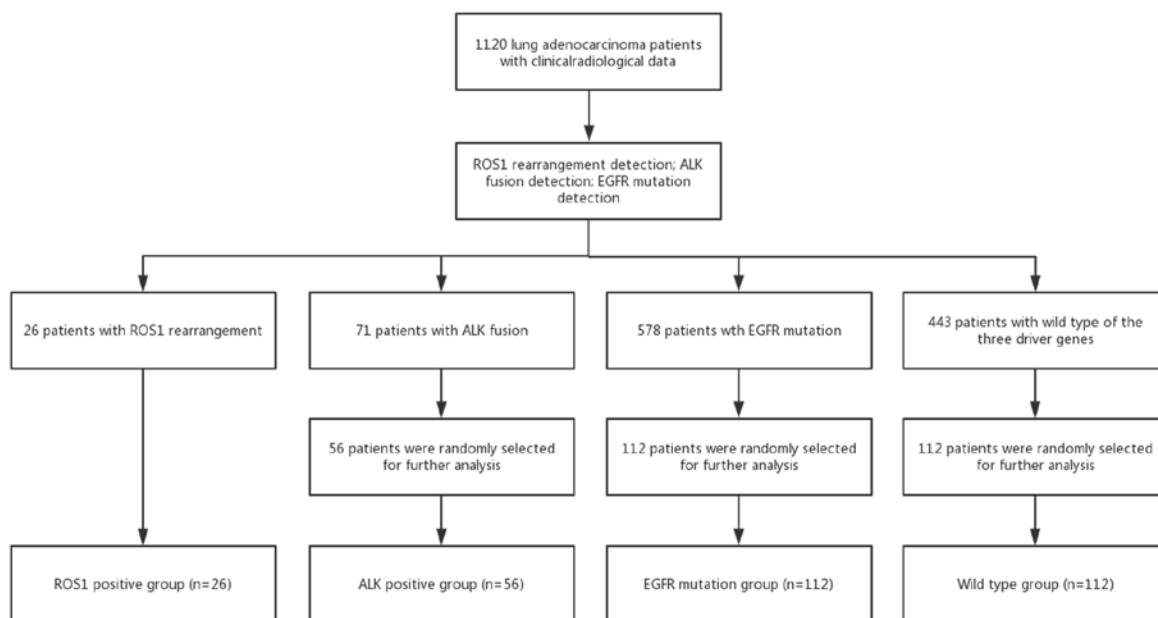 1120 lung adenocarcinoma patients
with clinicalradiological data
ROS1 rearrangement detection; ALK
fusion detection; EGFR mutation
detection
26 patients with ROS1 rearrangement
71 patients with ALK fusion
578 patients wth EGFR mutation
443 patients with wild type of the
three driver genes
56 patients were randomly selected
for further analysis
112 patients were randomly selected
for further analysis
112 patients were randomly selected
for further analysis
ROS1 positive group (n=26)
ALK positive group (n=56)
EGFR mutation group (n=112)
Wild type group (n=112)